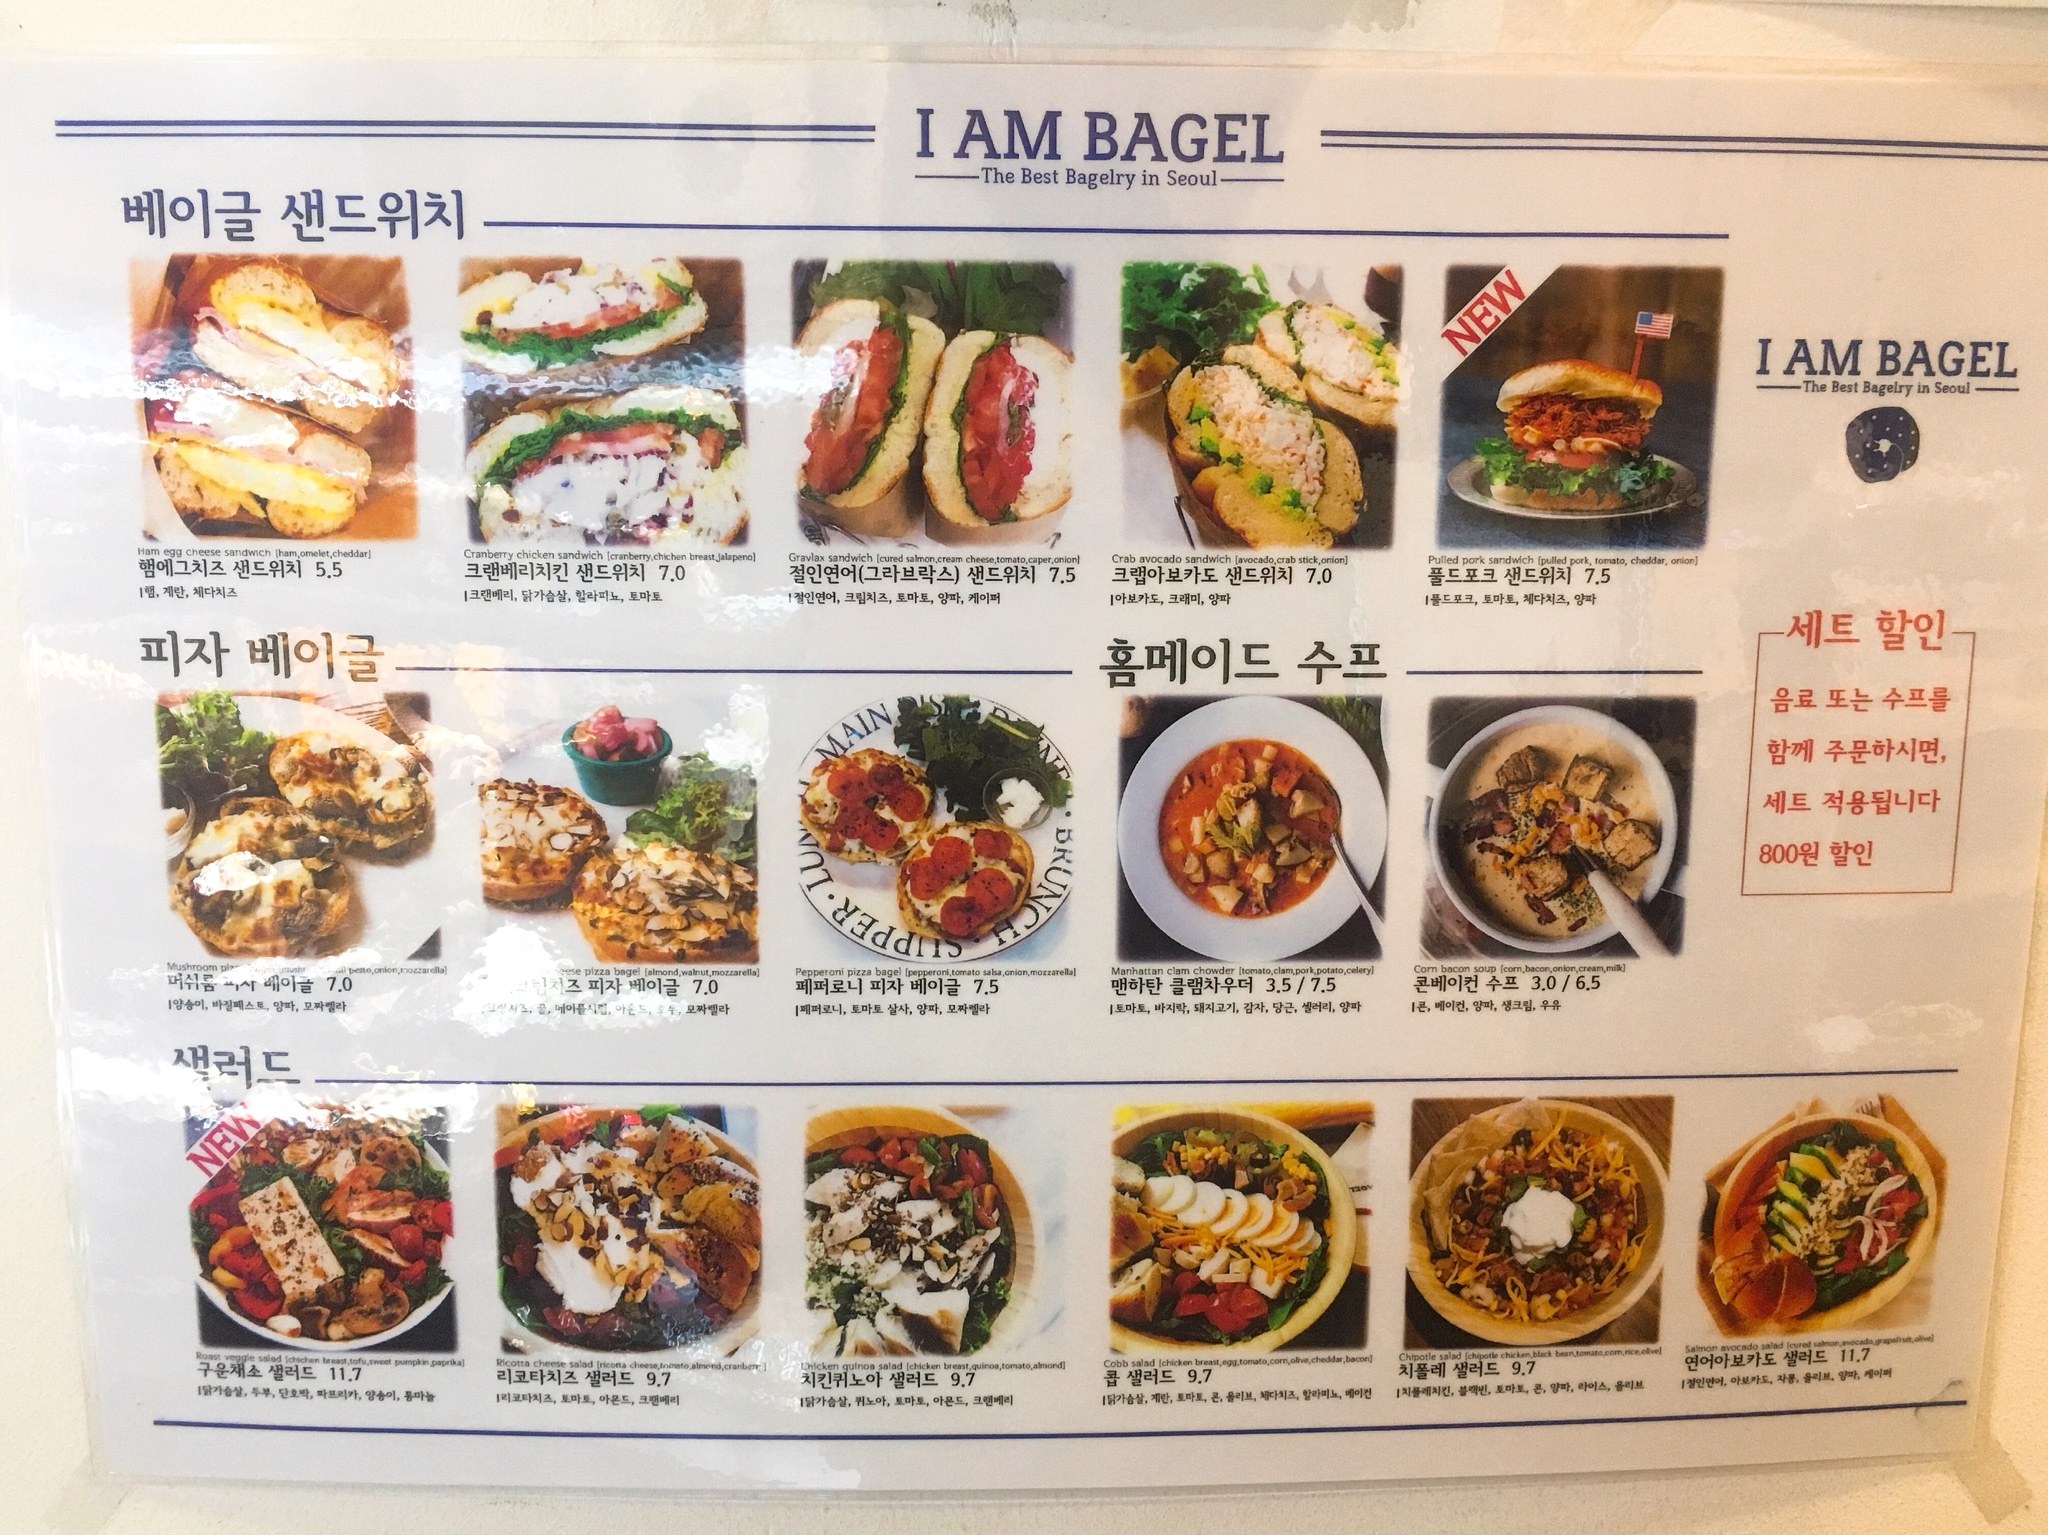 I AM BAGEL
The Best Bagelry in Seoul
베이글 샌드위치
NEW
Ham egg cheese sandwich [ham,omelet,cheddar]
햄에그치즈 샌드위치 5.5
햄, 계란, 체다치즈
Cranberry chicken sandwich [cranberry,chichen breast,jalapeno]
크랜베리치킨 샌드위치 7.0
크랜베리, 닭가슴살, 할라피뇨, 토마토
Gravlax sandwich [cured salmon,cream cheese,tomato,caper,onion]
절인연어(그라브락스) 샌드위치 7.5
절인연어, 크림치즈, 토마토, 양파, 케이퍼
Crab avocado sandwich [avocado,crab stick,onion]
크랩아보카도 샌드위치 7.0
아보카도, 크래미, 양파
Pulled pork sandwich [pulled pork, tomato, cheddar, onion]
풀드포크 샌드위치 7.5
풀드포크, 토마토, 체다치즈, 양파
I AM BAGEL
The Best Bagelry in Seoul
피자 베이글
MAIN DISH
BRUNCH · SUPPER · LUN
Mushroom pesto,onion,mozzarella]
머쉬룸 피자 베이글 7.0
양송이, 바질페스토, 양파, 모짜렐라
cheese pizza bagel [almond,walnut,mozzarella]
피자 베이글 7.0
꿀, 메이플시럽, 아몬드, 호두, 모짜렐라
Pepperoni pizza bagel [pepperoni,tomato salsa,onion,mozzarella]
페퍼로니 피자 베이글 7.5
페퍼로니, 토마토 살사, 양파, 모짜렐라
홈메이드 수프
Manhattan clam chowder [tomato,clam,pork,potato,celery]
맨하탄 클램차우더 3.5 / 7.5
토마토, 바지락, 돼지고기, 감자, 당근, 셀러리, 양파
Corn bacon soup [corn,bacon,onion,cream,milk]
콘베이컨 수프 3.0 / 6.5
콘, 베이컨, 양파, 생크림, 우유
세트 할인
음료 또는 수프를
함께 주문하시면,
세트 적용됩니다
800원 할인
샐러드
NEW
Roast veggie salad [chichen breast,tofu,sweet pumpkin,paprika]
구운채소 샐러드 11.7
닭가슴살, 두부, 단호박, 파프리카, 양송이, 통마늘
Ricotta cheese salad [ricotta cheese,tomato,almond,cranberry]
리코타치즈 샐러드 9.7
리코타치즈, 토마토, 아몬드, 크랜베리
Chicken quinoa salad [chicken breast,quinoa,tomato,almond]
치킨퀴노아 샐러드 9.7
닭가슴살, 퀴노아, 토마토, 아몬드, 크랜베리
Cobb salad [chicken breast,egg,tomato,corn,olive,cheddar,bacon]
콥 샐러드 9.7
닭가슴살, 계란, 토마토, 콘, 올리브, 체다치즈, 할라피뇨, 베이컨
Chipotle salad [chipotle chicken,black bean,tomato,corn,rice,olive]
치폴레 샐러드 9.7
치폴레치킨, 블랙빈, 토마토, 콘, 양파, 라이스, 올리브
Salmon avocado salad [cured salmon,avocado,grapefruit,olive]
연어아보카도 샐러드 11.7
절인연어, 아보카도, 자몽, 올리브, 양파, 케이퍼